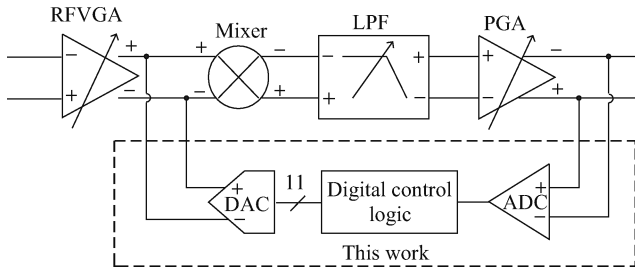 RFVGA
Mixer
LPF
PGA
− + + − − + + −
+ − − + + − − +
11
+ DAC −
Digital control
logic
+ ADC −
This work